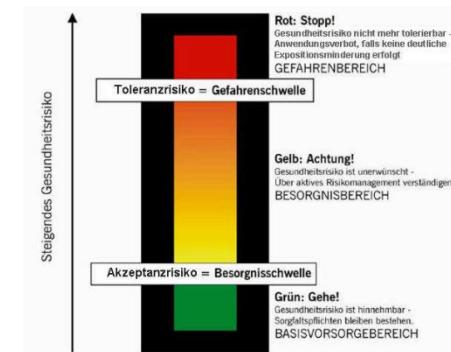 Steigendes Gesundheitsrisiko
Rot: Stopp!
Gesundheitsrisiko nicht mehr tolerierbar -
Anwendungsverbot, falls keine deutliche
Expositionsminderung erfolgt
GEFAHRENBEREICH
Toleranzrisiko = Gefahrenschwelle
Gelb: Achtung!
Gesundheitsrisiko ist unerwünscht -
Über aktives Risikomanagement verständigen
BESORGNISBEREICH
Akzeptanzrisiko = Besorgnisschwelle
Grün: Gehe!
Gesundheitsrisiko ist hinnehmbar -
Sorgfaltspflichten bleiben bestehen.
BASISVORSORGEBEREICH